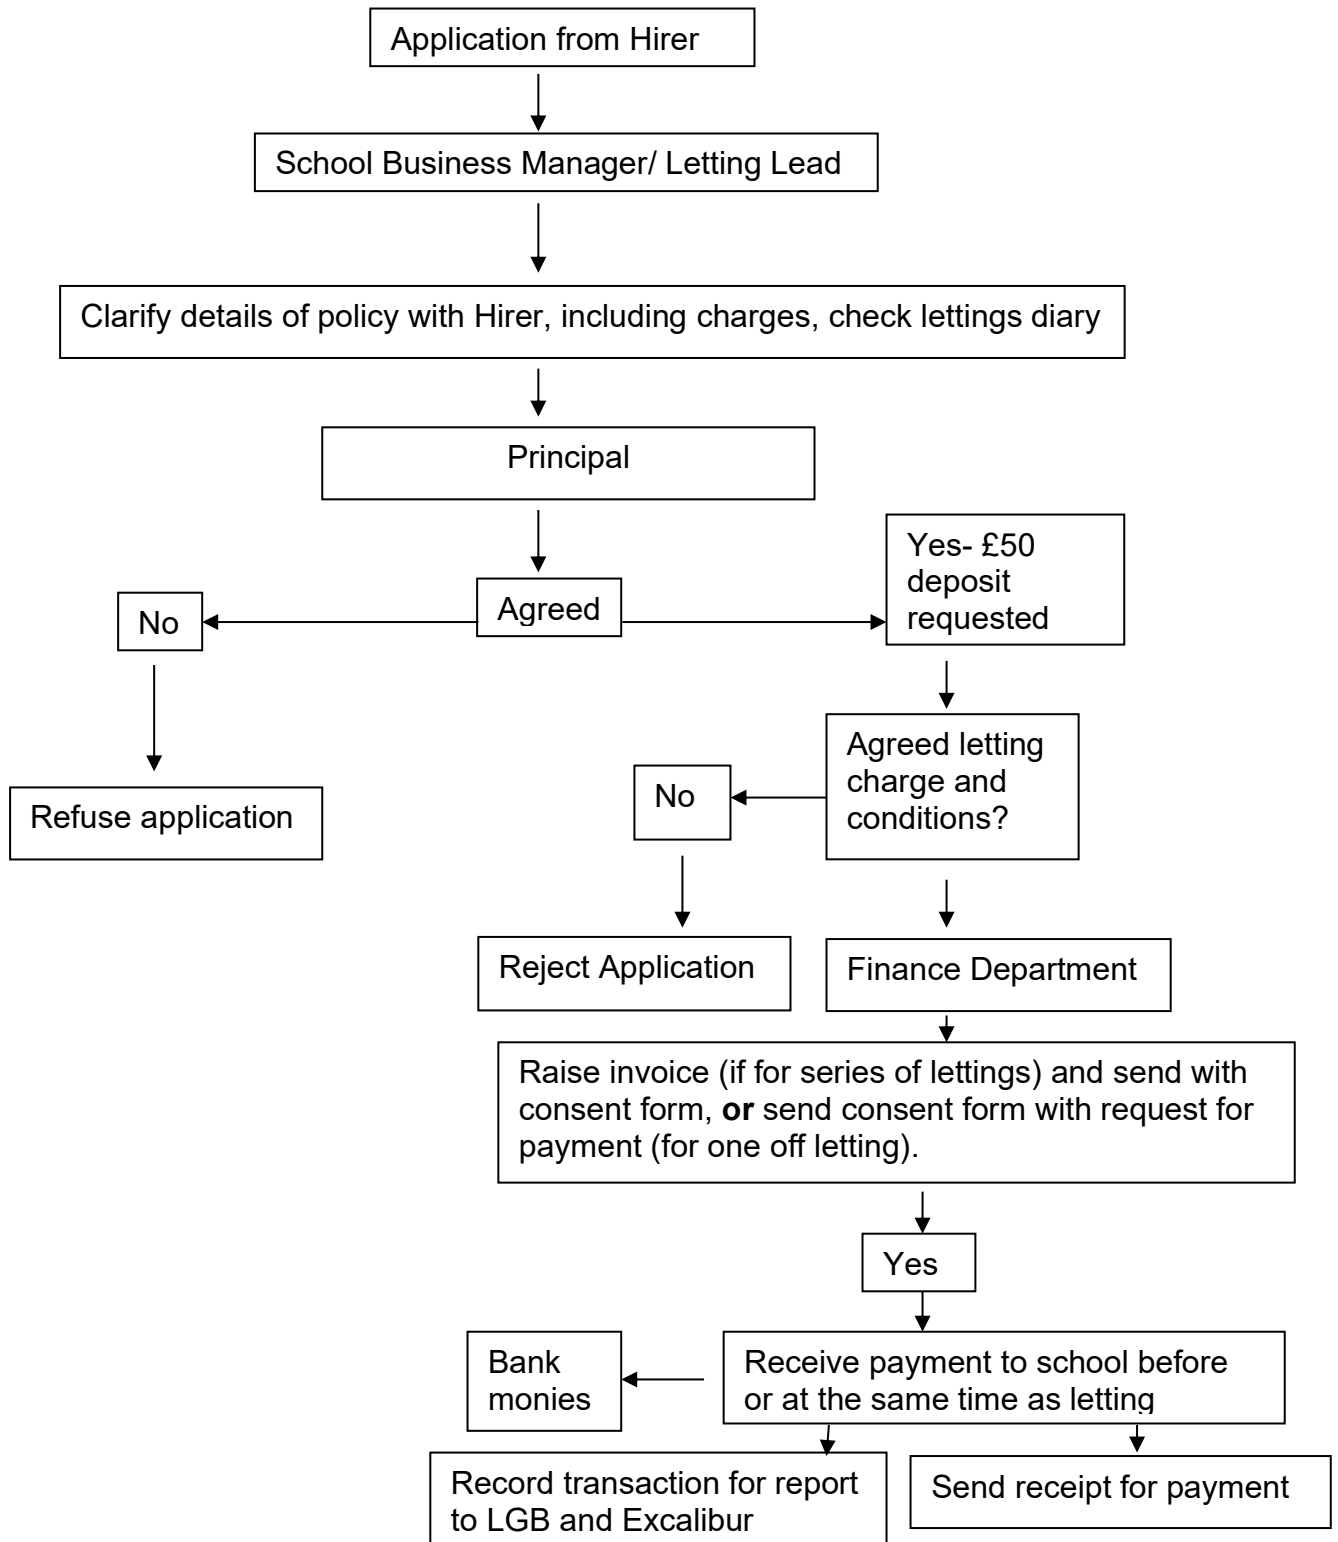 Application from Hirer
School Business Manager/ Letting Lead
Clarify details of policy with Hirer, including charges, check lettings diary
Principal
Agreed
No
Yes- £50
deposit
requested
Refuse application
Agreed letting
charge and
conditions?
No
Reject Application
Finance Department
Raise invoice (if for series of lettings) and send with
consent form, or send consent form with request for
payment (for one off letting).
Yes
Receive payment to school before
or at the same time as letting
Bank
monies
Record transaction for report
to LGB and Excalibur
Send receipt for payment